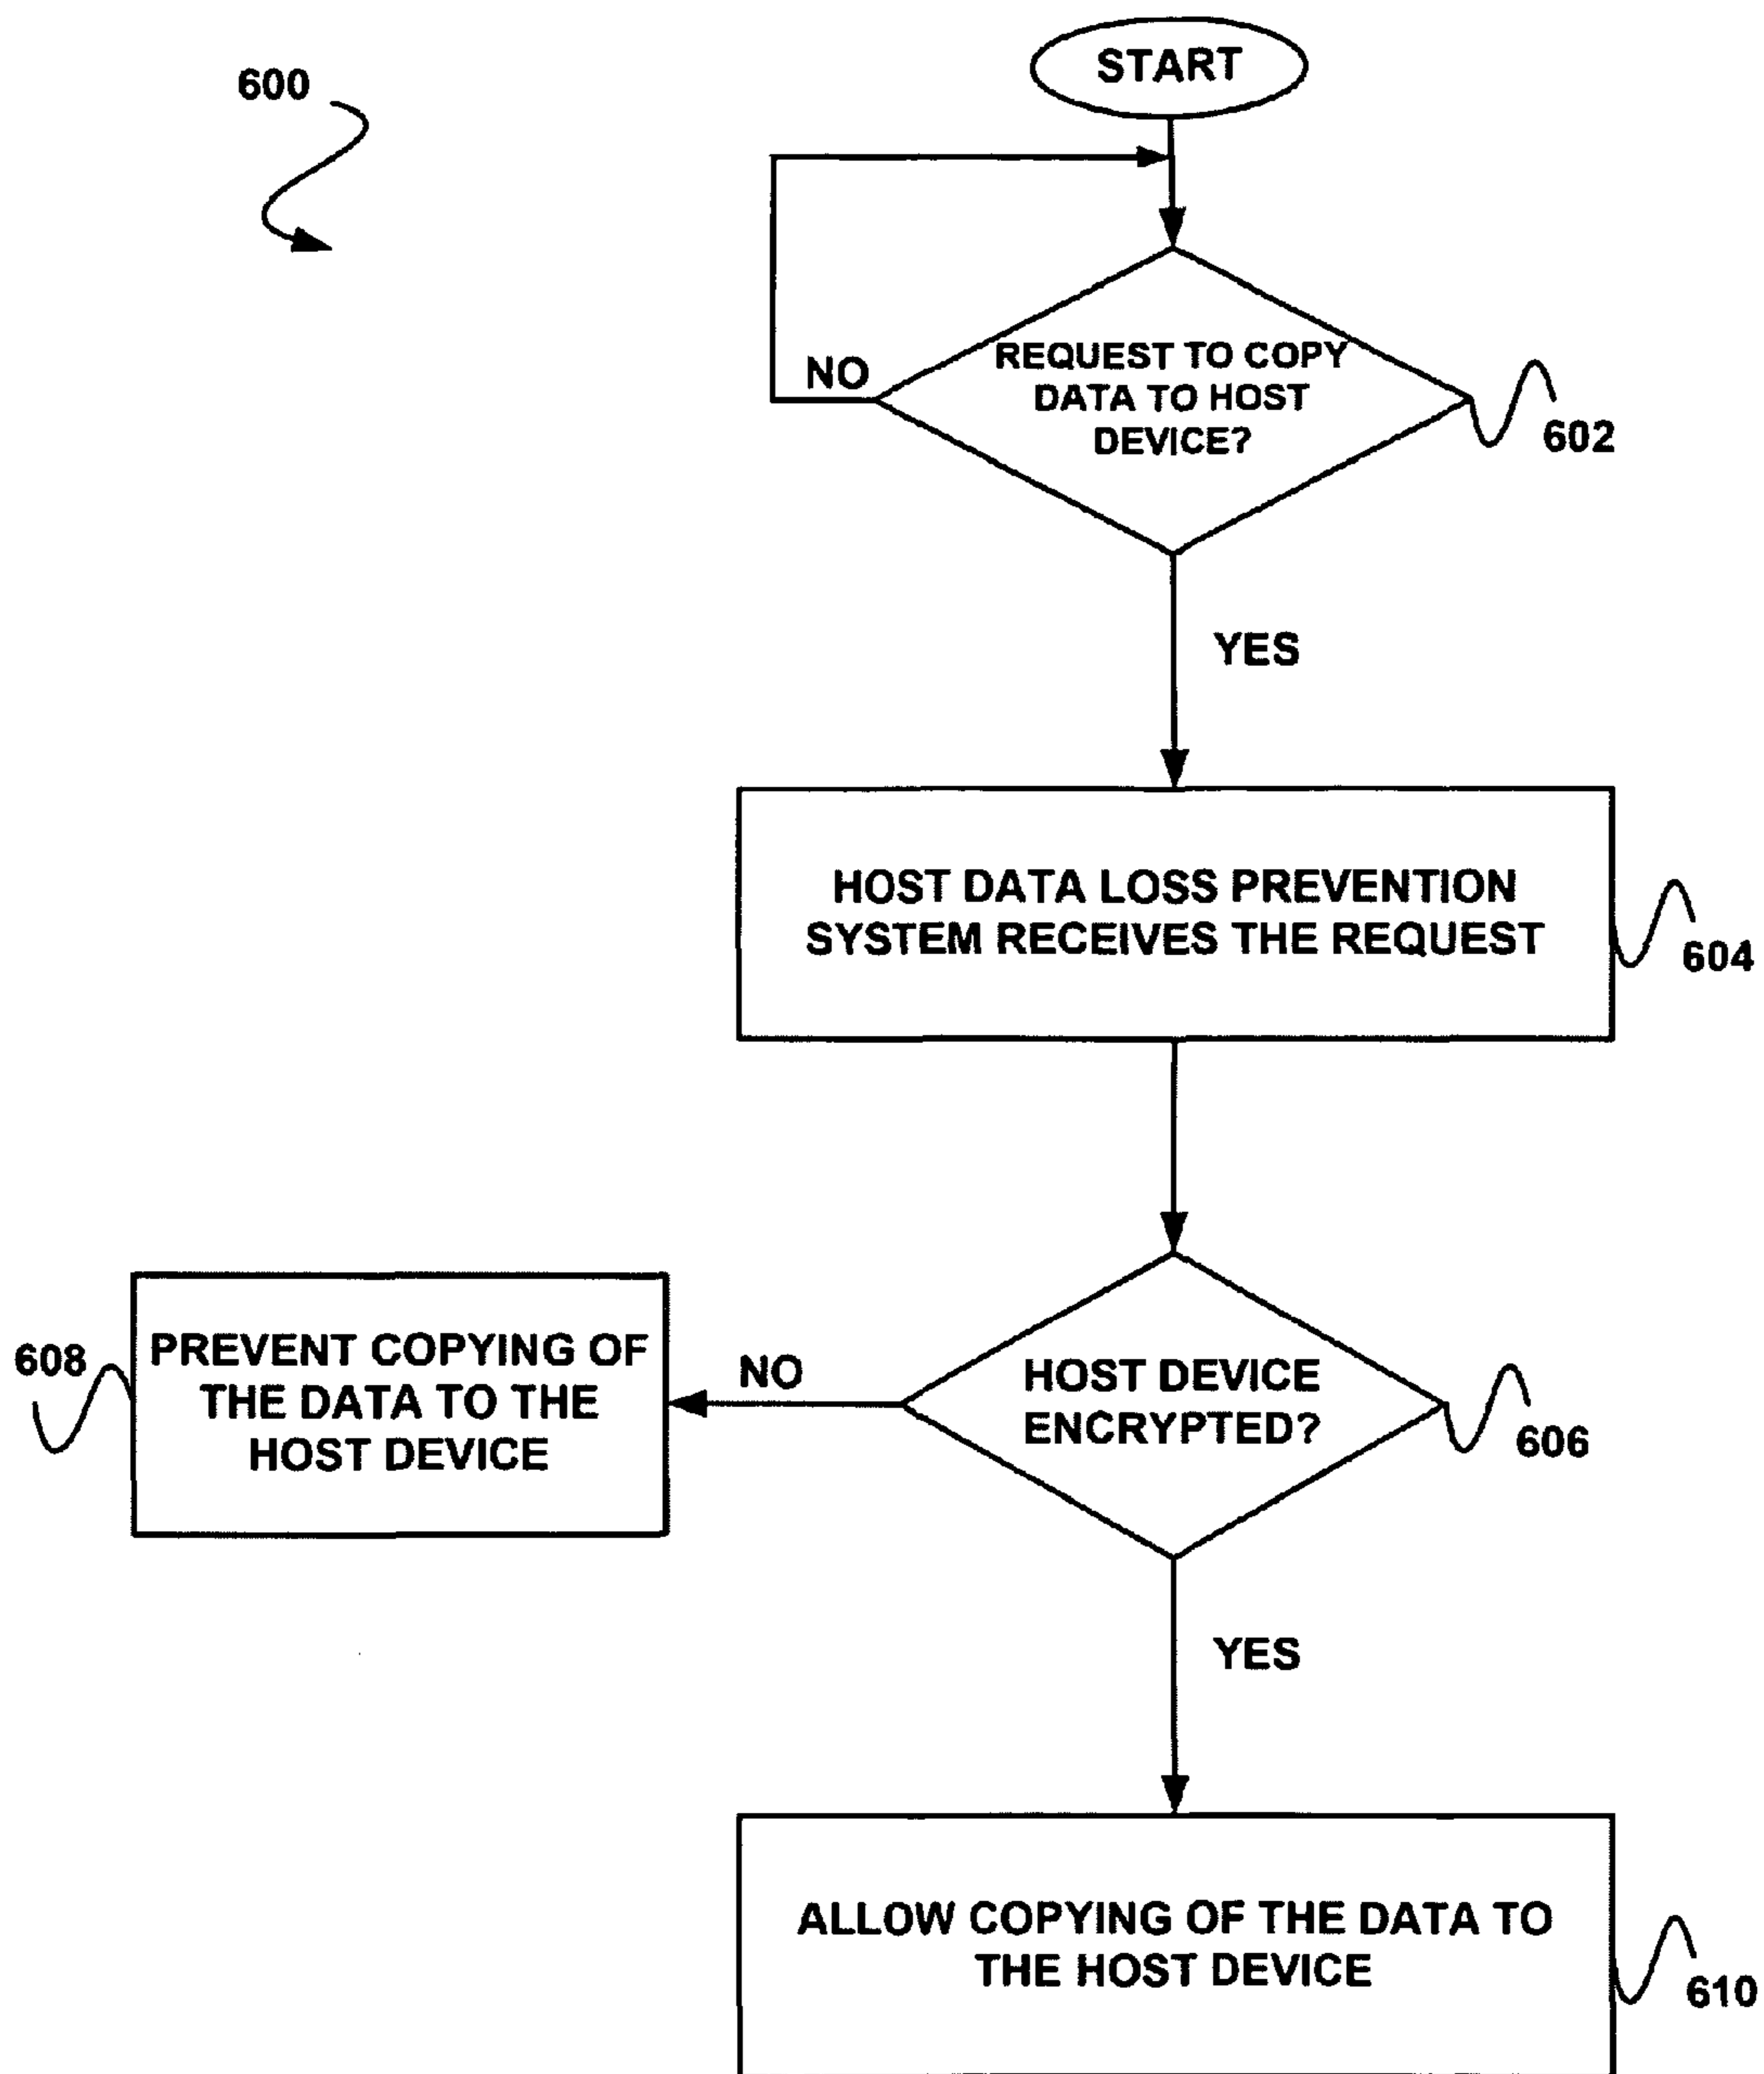 600
START
NO
REQUEST TO COPY
DATA TO HOST
DEVICE?
602
YES
HOST DATA LOSS PREVENTION
SYSTEM RECEIVES THE REQUEST
604
608
PREVENT COPYING OF
THE DATA TO THE
HOST DEVICE
NO
HOST DEVICE
ENCRYPTED?
606
YES
ALLOW COPYING OF THE DATA TO
THE HOST DEVICE
610